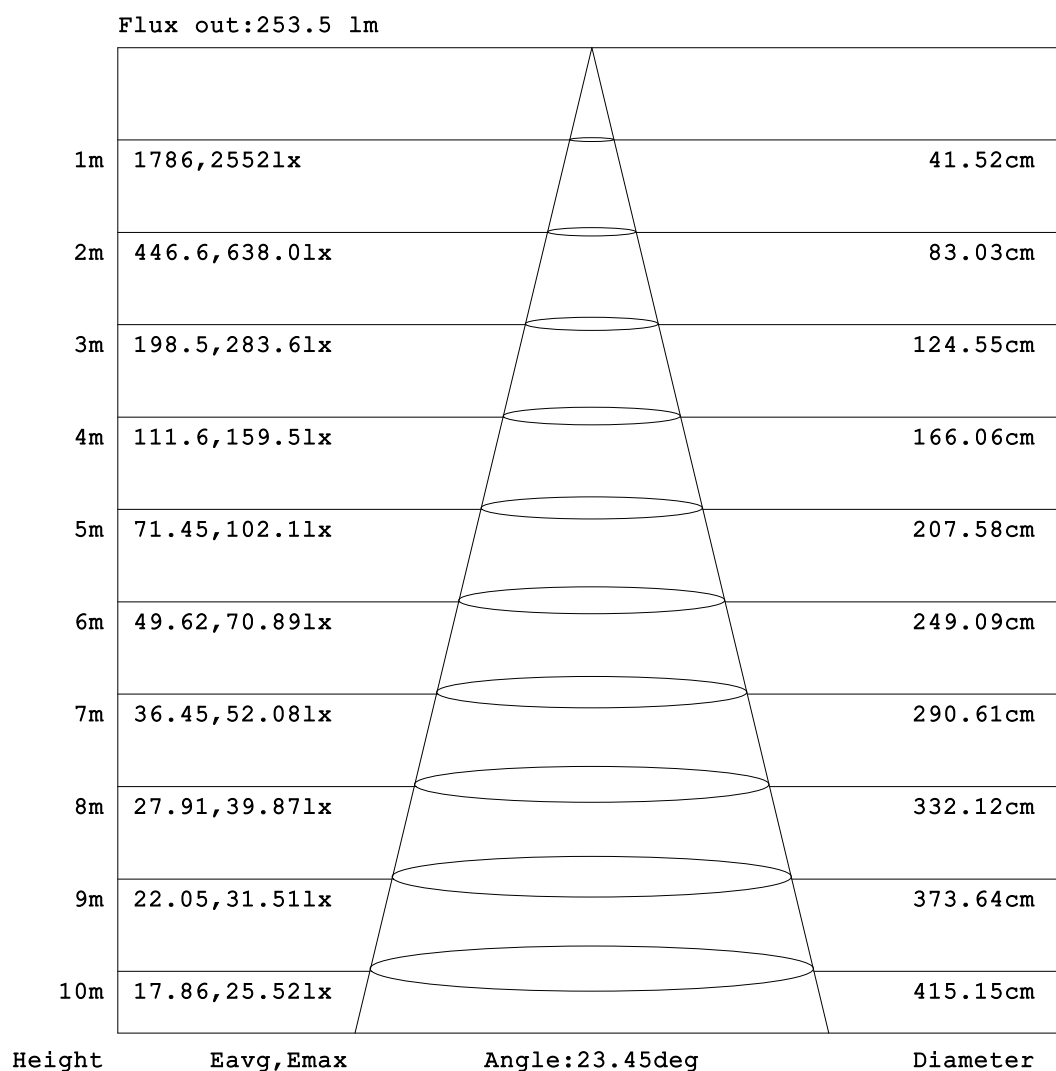 Flux out:253.5 lm
1m 1786,2552lx 41.52cm
2m 446.6,638.0lx 83.03cm
3m 198.5,283.6lx 124.55cm
4m 111.6,159.5lx 166.06cm
5m 71.45,102.1lx 207.58cm
6m 49.62,70.89lx 249.09cm
7m 36.45,52.08lx 290.61cm
8m 27.91,39.87lx 332.12cm
9m 22.05,31.51lx 373.64cm
10m 17.86,25.52lx 415.15cm
Height Eavg,Emax Angle:23.45deg Diameter